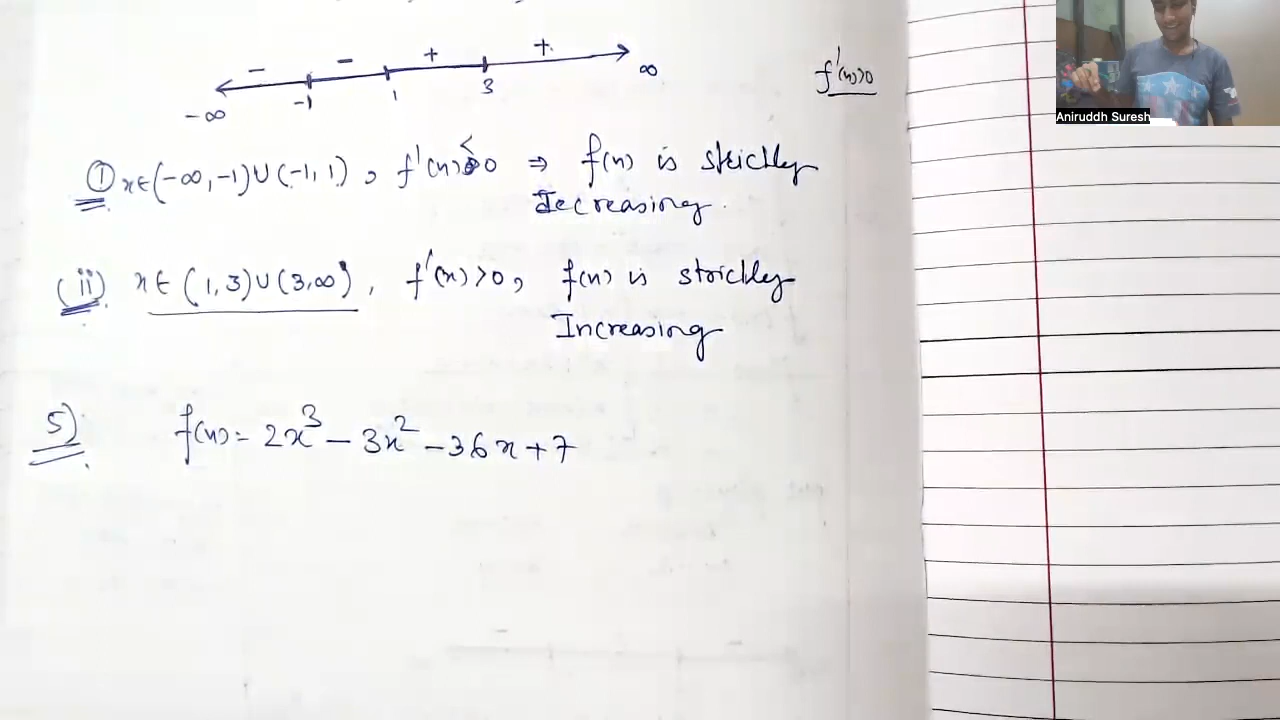 - - + +
-∞ -1 1 3 ∞
f'(x)>0
Aniruddh Suresh
① x∈(-∞,-1)∪(-1,1), f'(x)<0 ⇒ f(x) is strictly
Decreasing.
(ii) x∈(1,3)∪(3,∞), f'(x)>0, f(x) is strictly
Increasing
5) f(x)= 2x³ - 3x² - 36x + 7